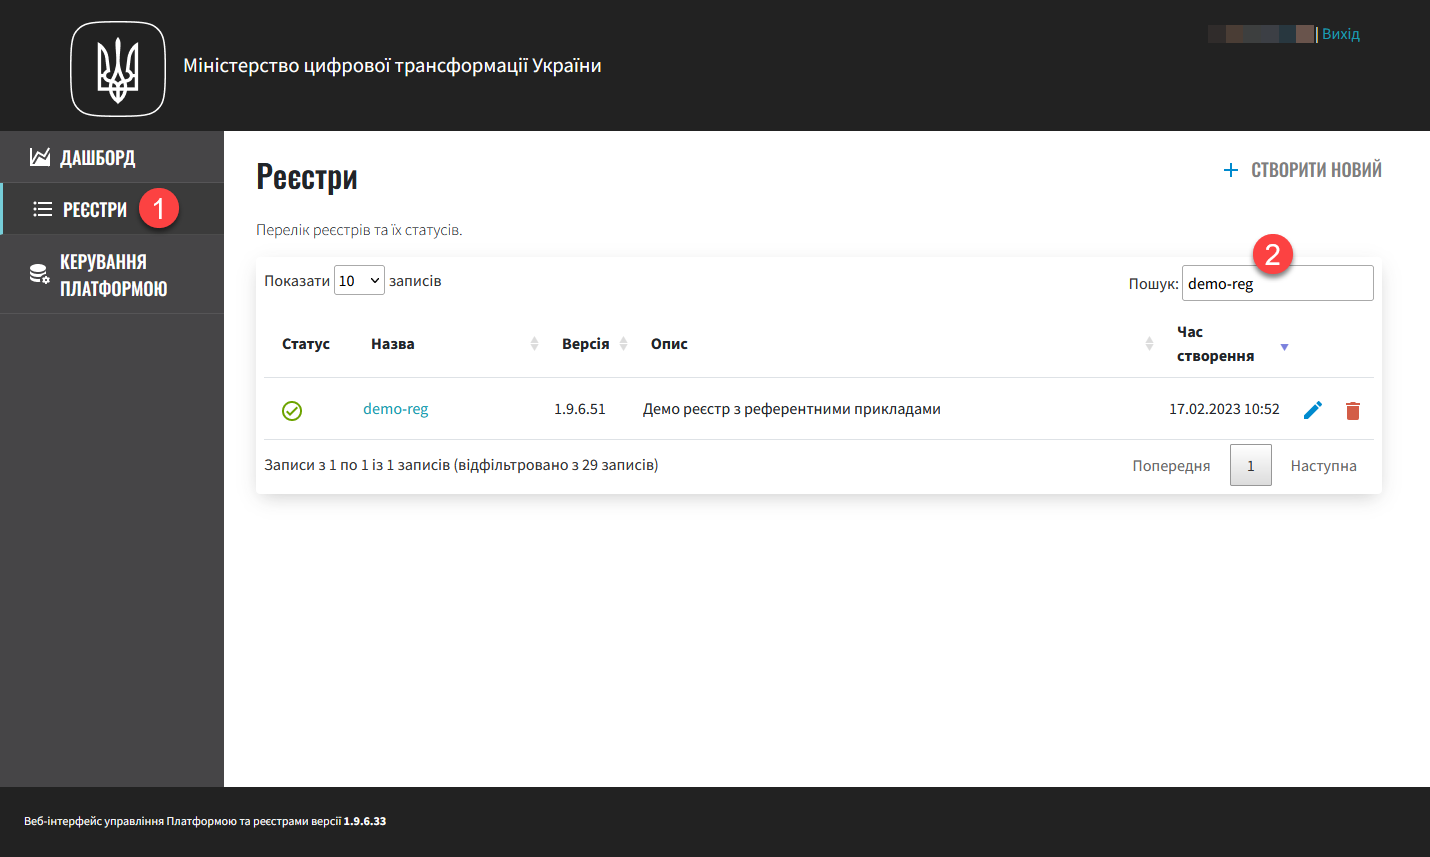 Міністерство цифрової трансформації України
| Вихід
ДАШБОРД
РЕЄСТРИ
1
КЕРУВАННЯ
ПЛАТФОРМОЮ
Реєстри
+ СТВОРИТИ НОВИЙ
Перелік реєстрів та їх статусів.
2
Показати 10 записів
Пошук: demo-reg
Статус Назва Версія Опис Час створення
demo-reg 1.9.6.51 Демо реєстр з референтними прикладами 17.02.2023 10:52
Записи з 1 по 1 із 1 записів (відфільтровано з 29 записів)
Попередня 1 Наступна
Веб-інтерфейс управління Платформою та реєстрами версії 1.9.6.33